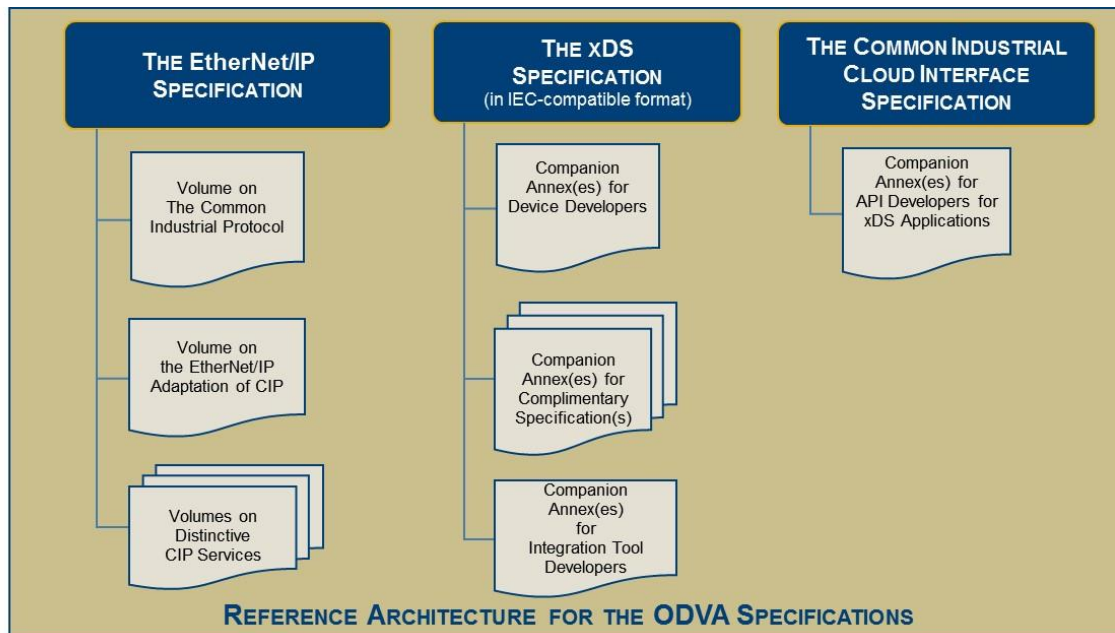 THE EtherNet/IP
SPECIFICATION
Volume on
The Common
Industrial Protocol
Volume on
the EtherNet/IP
Adaptation of CIP
Volumes on
Distinctive
CIP Services
THE xDS
SPECIFICATION
(in IEC-compatible format)
Companion
Annex(es) for
Device Developers
Companion
Annex(es) for
Complimentary
Specification(s)
Companion
Annex(es)
for
Integration Tool
Developers
THE COMMON INDUSTRIAL
CLOUD INTERFACE
SPECIFICATION
Companion
Annex(es) for
API Developers for
xDS Applications
REFERENCE ARCHITECTURE FOR THE ODVA SPECIFICATIONS